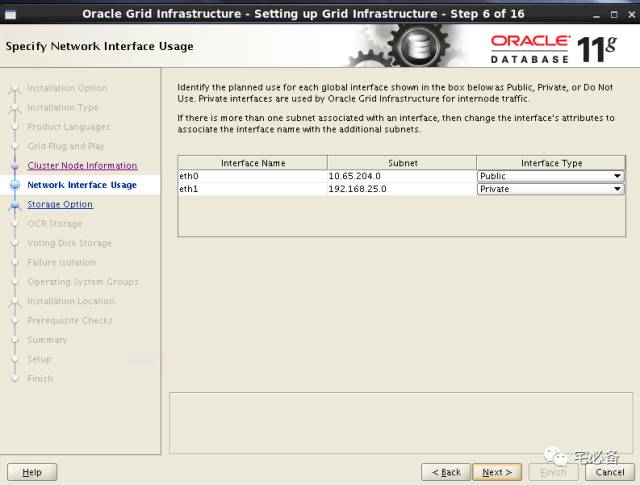 Oracle Grid Infrastructure - Setting up Grid Infrastructure - Step 6 of 16
Specify Network Interface Usage
ORACLE
DATABASE
11g
Installation Option
Installation Type
Product Languages
Grid Plug and Play
Cluster Node Information
Network Interface Usage
Storage Option
OCR Storage
Voting Disk Storage
Failure Isolation
Operating System Groups
Installation Location
Prerequisite Checks
Summary
Setup
Finish
Identify the planned use for each global interface shown in the box below as Public, Private, or Do Not
Use. Private interfaces are used by Oracle Grid Infrastructure for internode traffic.
If there is more than one subnet associated with an interface, then change the interface's attributes to
associate the interface name with the additional subnets.
Interface Name Subnet Interface Type
eth0 10.65.204.0 Public
eth1 192.168.25.0 Private
宅必备
Help < Back Next > Finish Cancel